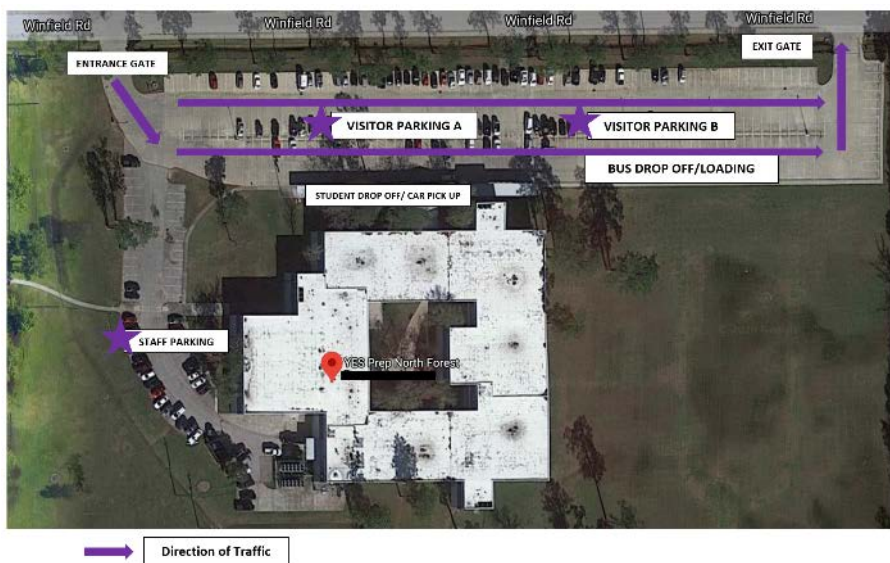 Winfield Rd
Winfield Rd
Winfield Rd
Winfield Rd
ENTRANCE GATE
EXIT GATE
VISITOR PARKING A
VISITOR PARKING B
BUS DROP OFF/LOADING
STUDENT DROP OFF/ CAR PICK UP
STAFF PARKING
YES Prep North Forest
Direction of Traffic